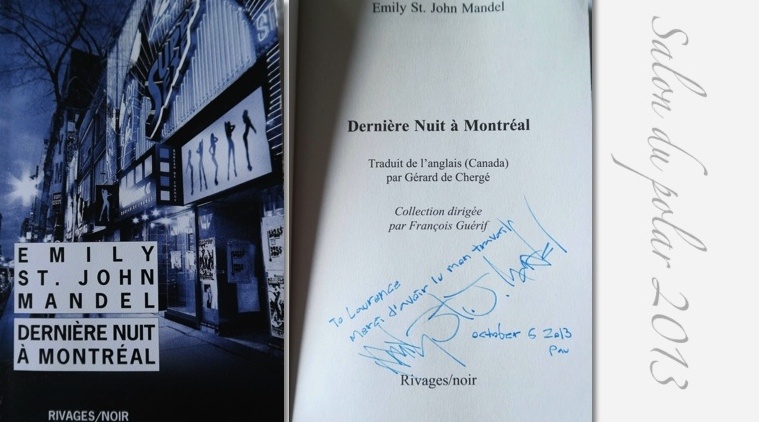 EMILY
ST. JOHN
MANDEL
DERNIÈRE NUIT
À MONTRÉAL
RIVAGES/NOIR
Emily St. John Mandel
Dernière Nuit à Montréal
Traduit de l'anglais (Canada)
par Gérard de Chergé
Collection dirigée
par François Guérif
To Laurence
Merci d'avoir lu mon travail
October 5 2013
Pau
Rivages/noir
Salon du polar 2013